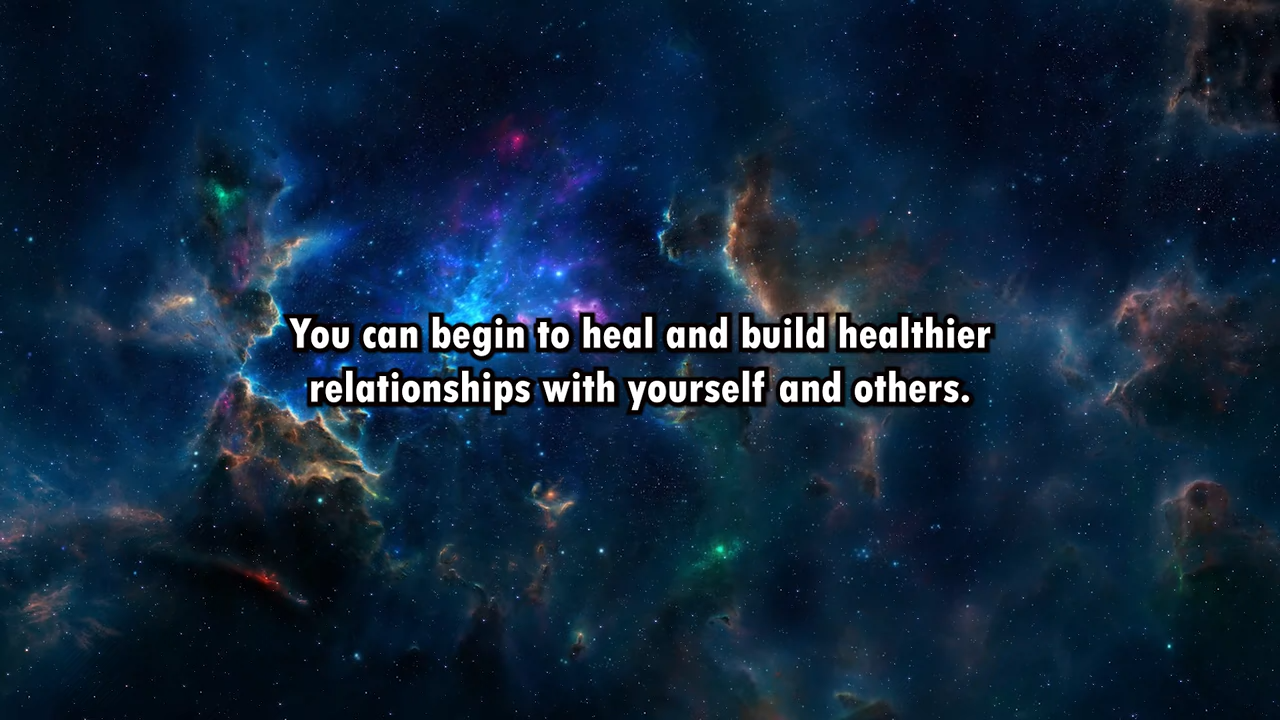 You can begin to heal and build healthier
relationships with yourself and others.